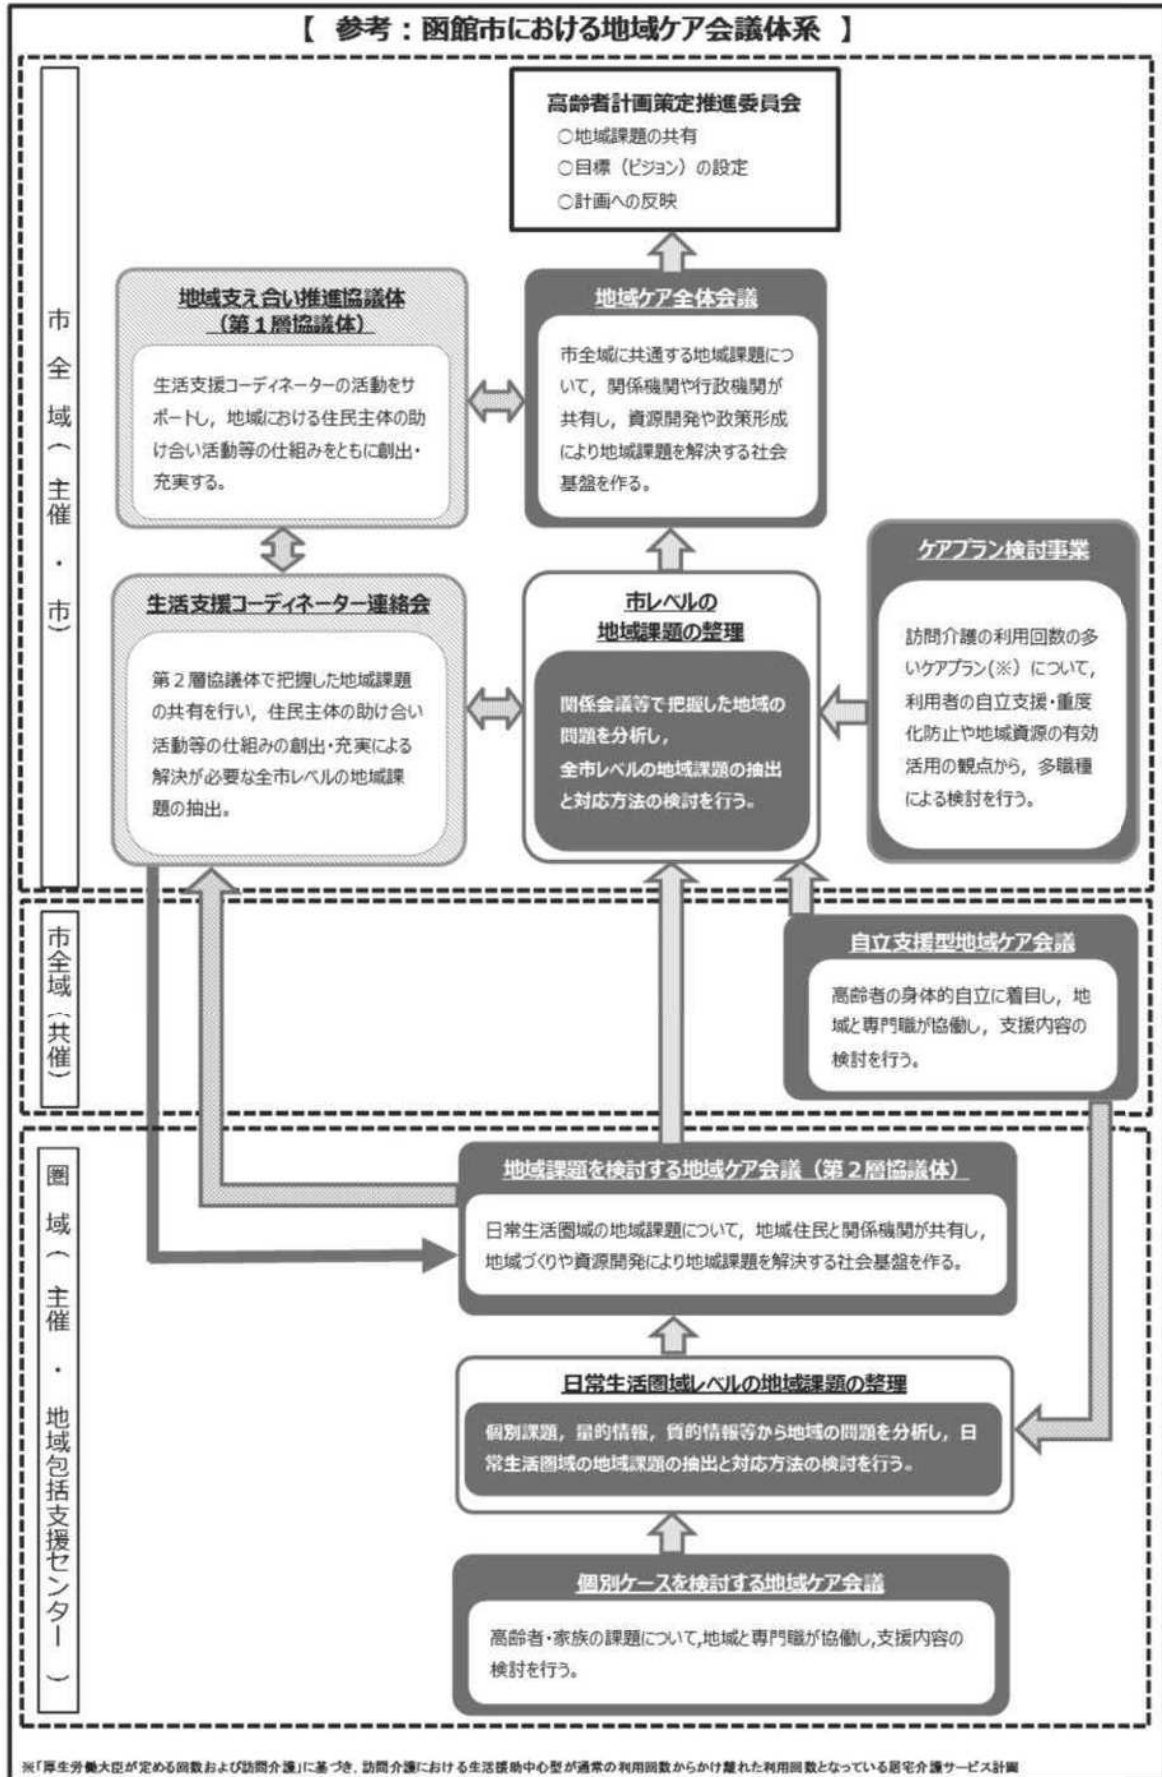 【 参考：函館市における地域ケア会議体系 】
市全域（主催・市）
高齢者計画策定推進委員会
○地域課題の共有
○目標（ビジョン）の設定
○計画への反映
地域支え合い推進協議体
（第１層協議体）
生活支援コーディネーターの活動をサ
ポートし，地域における住民主体の助
け合い活動等の仕組みをともに創出・
充実する。
地域ケア全体会議
市全域に共通する地域課題につ
いて，関係機関や行政機関が
共有し，資源開発や政策形成
により地域課題を解決する社会
基盤を作る。
生活支援コーディネーター連絡会
第２層協議体で把握した地域課題
の共有を行い，住民主体の助け合い
活動等の仕組みの創出・充実による
解決が必要な全市レベルの地域課
題の抽出。
市レベルの
地域課題の整理
関係会議等で把握した地域の
問題を分析し，
全市レベルの地域課題の抽出
と対応方法の検討を行う。
ケアプラン検討事業
訪問介護の利用回数の多
いケアプラン(※）について，
利用者の自立支援・重度
化防止や地域資源の有効
活用の観点から，多職種
による検討を行う。
市全域（共催）
自立支援型地域ケア会議
高齢者の身体的自立に着目し，地
域と専門職が協働し，支援内容の
検討を行う。
圏域（主催・地域包括支援センター）
地域課題を検討する地域ケア会議（第２層協議体）
日常生活圏域の地域課題について，地域住民と関係機関が共有し，
地域づくりや資源開発により地域課題を解決する社会基盤を作る。
日常生活圏域レベルの地域課題の整理
個別課題，量的情報，質的情報等から地域の問題を分析し，日
常生活圏域の地域課題の抽出と対応方法の検討を行う。
個別ケースを検討する地域ケア会議
高齢者・家族の課題について,地域と専門職が協働し,支援内容の
検討を行う。
※「厚生労働大臣が定める回数および訪問介護」に基づき，訪問介護における生活援助中心型が通常の利用回数からかけ離れた利用回数となっている居宅介護サービス計画